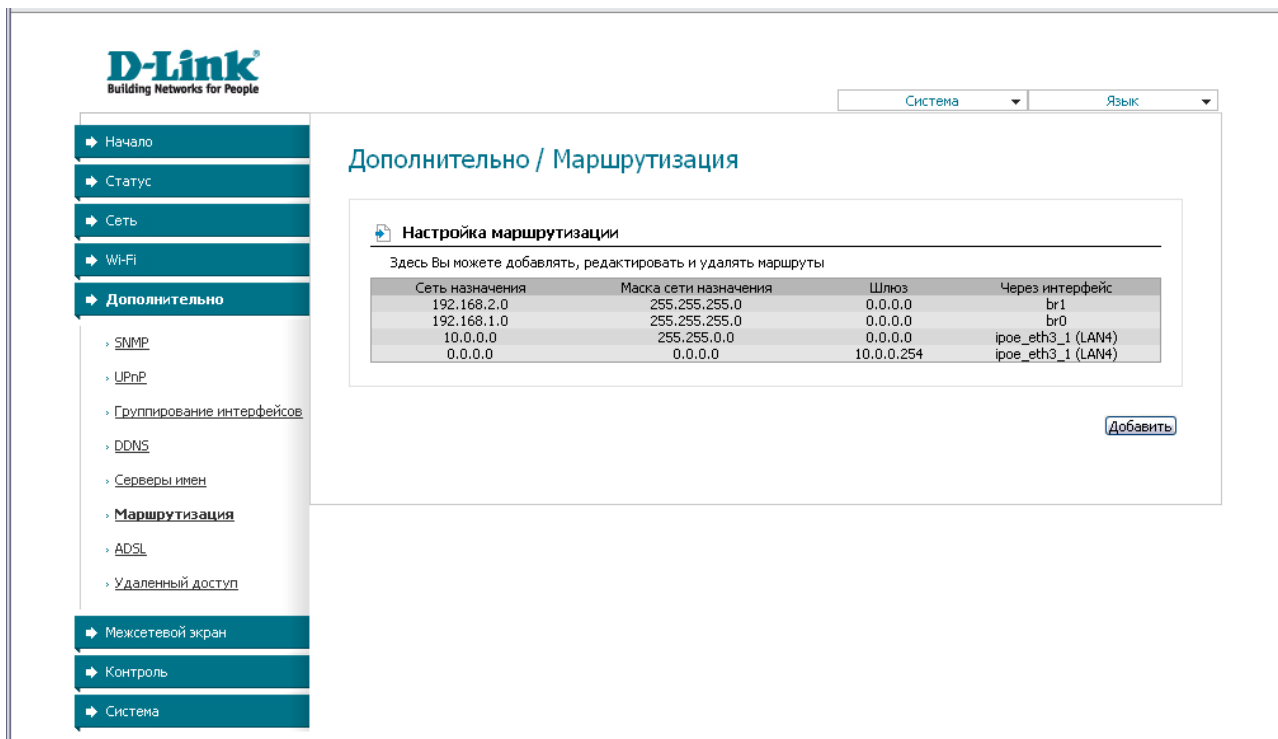 D-Link
Building Networks for People
Система Язык
Начало
Статус
Сеть
Wi-Fi
Дополнительно
SNMP
UPnP
Группирование интерфейсов
DDNS
Серверы имен
Маршрутизация
ADSL
Удаленный доступ
Межсетевой экран
Контроль
Система
Дополнительно / Маршрутизация
Настройка маршрутизации
Здесь Вы можете добавлять, редактировать и удалять маршруты
Сеть назначения Маска сети назначения Шлюз Через интерфейс
192.168.2.0 255.255.255.0 0.0.0.0 br1
192.168.1.0 255.255.255.0 0.0.0.0 br0
10.0.0.0 255.255.0.0 0.0.0.0 ipoe_eth3_1 (LAN4)
0.0.0.0 0.0.0.0 10.0.0.254 ipoe_eth3_1 (LAN4)
Добавить